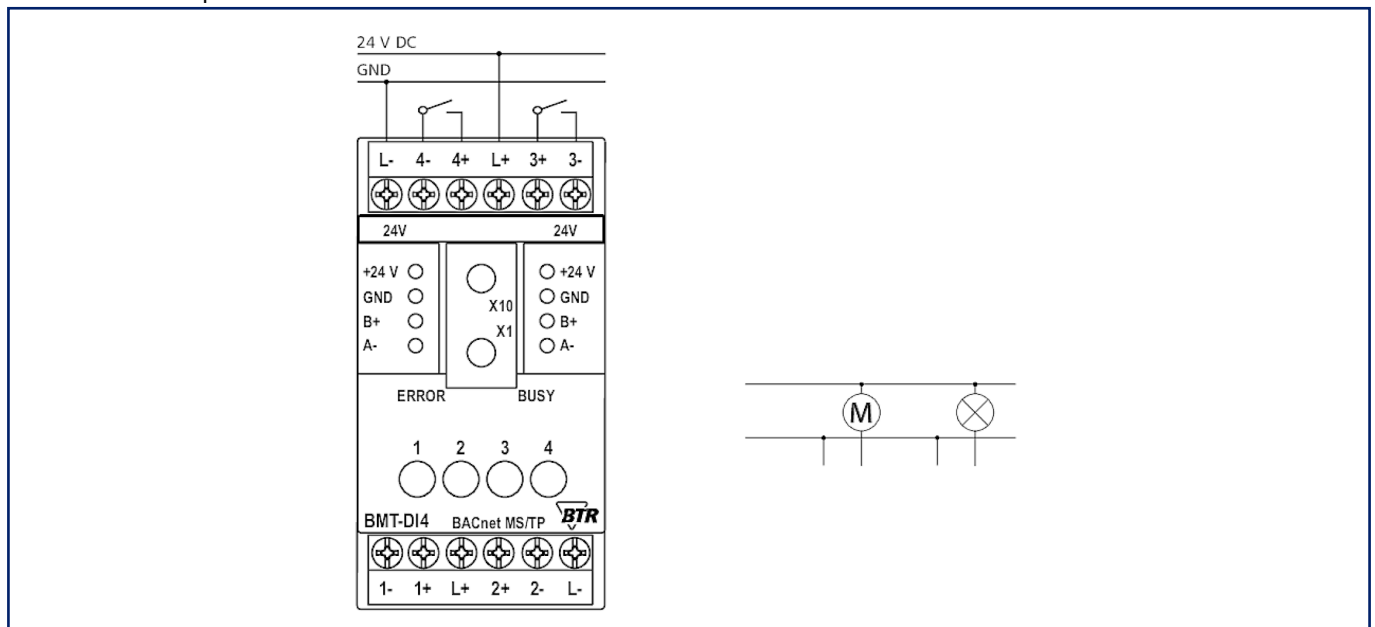 24 V DC
GND
L- 4- 4+ L+ 3+ 3-
24V 24V
+24 V +24 V
GND GND
X10
B+ B+
X1
A- A-
ERROR BUSY
1 2 3 4
BMT-DI4 BACnet MS/TP BTR
1- 1+ L+ 2+ 2- L-
M